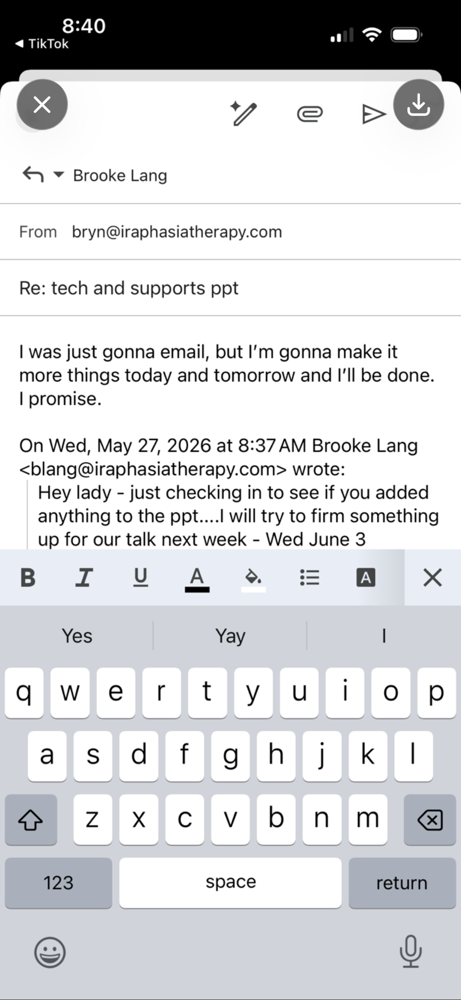 8:40
TikTok
Brooke Lang
From bryn@iraphasiatherapy.com
Re: tech and supports ppt
I was just gonna email, but I’m gonna make it
more things today and tomorrow and I’ll be done.
I promise.
On Wed, May 27, 2026 at 8:37 AM Brooke Lang
<blang@iraphasiatherapy.com> wrote:
Hey lady - just checking in to see if you added
anything to the ppt....I will try to firm something
up for our talk next week - Wed June 3
B I U A A
Yes Yay I
q w e r t y u i o p
a s d f g h j k l
z x c v b n m
123 space return